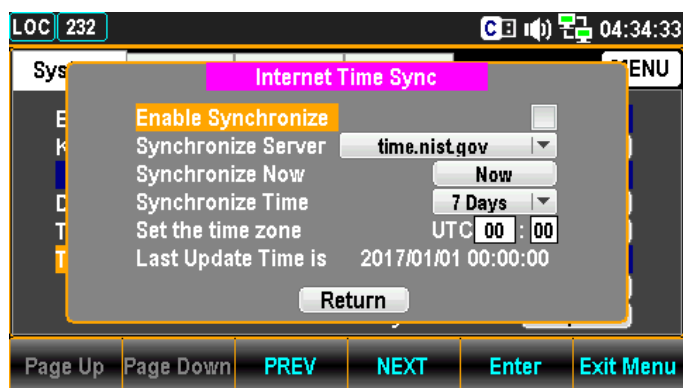 LOC 232 C 04:34:33
Sys ENU
Internet Time Sync
Enable Synchronize
Synchronize Server time.nist.gov
Synchronize Now Now
Synchronize Time 7 Days
Set the time zone UTC 00 : 00
Last Update Time is 2017/01/01 00:00:00
Return
Page Up Page Down PREV NEXT Enter Exit Menu